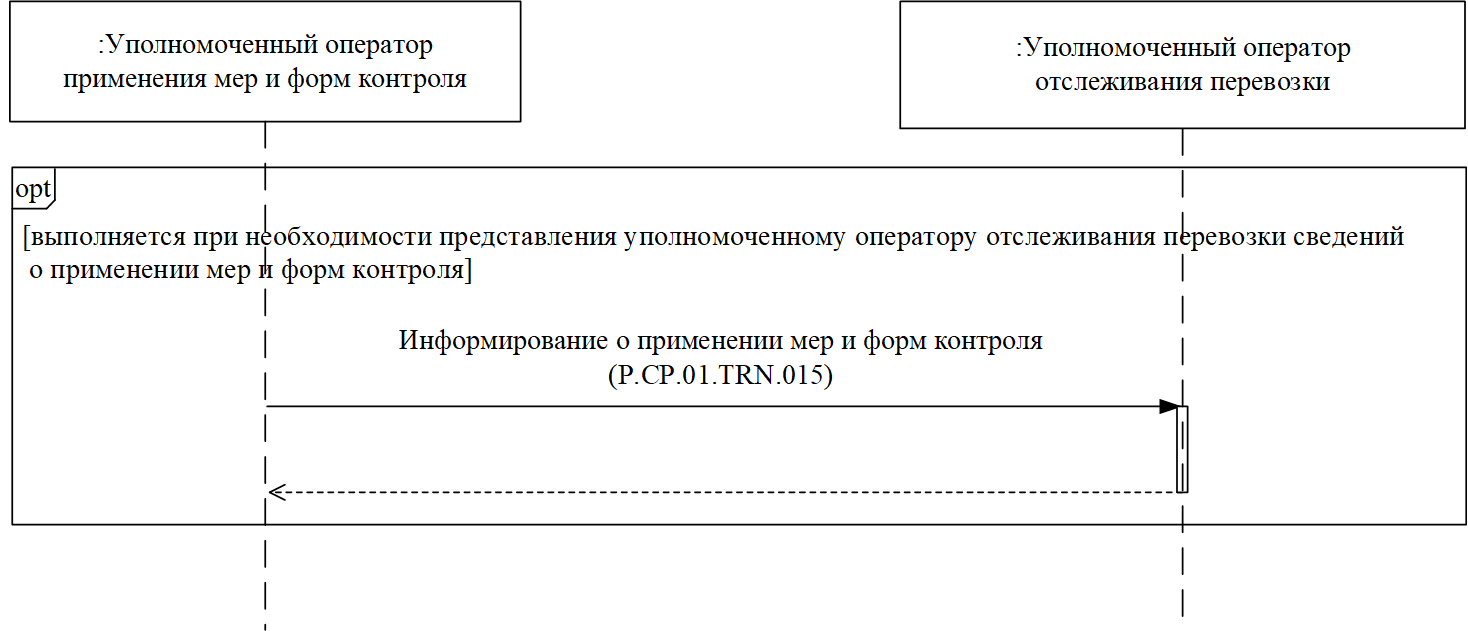 :Уполномоченный оператор
применения мер и форм контроля
:Уполномоченный оператор
отслеживания перевозки
opt
[выполняется при необходимости представления уполномоченному оператору отслеживания перевозки сведений
о применении мер и форм контроля]
Информирование о применении мер и форм контроля
(P.CP.01.TRN.015)